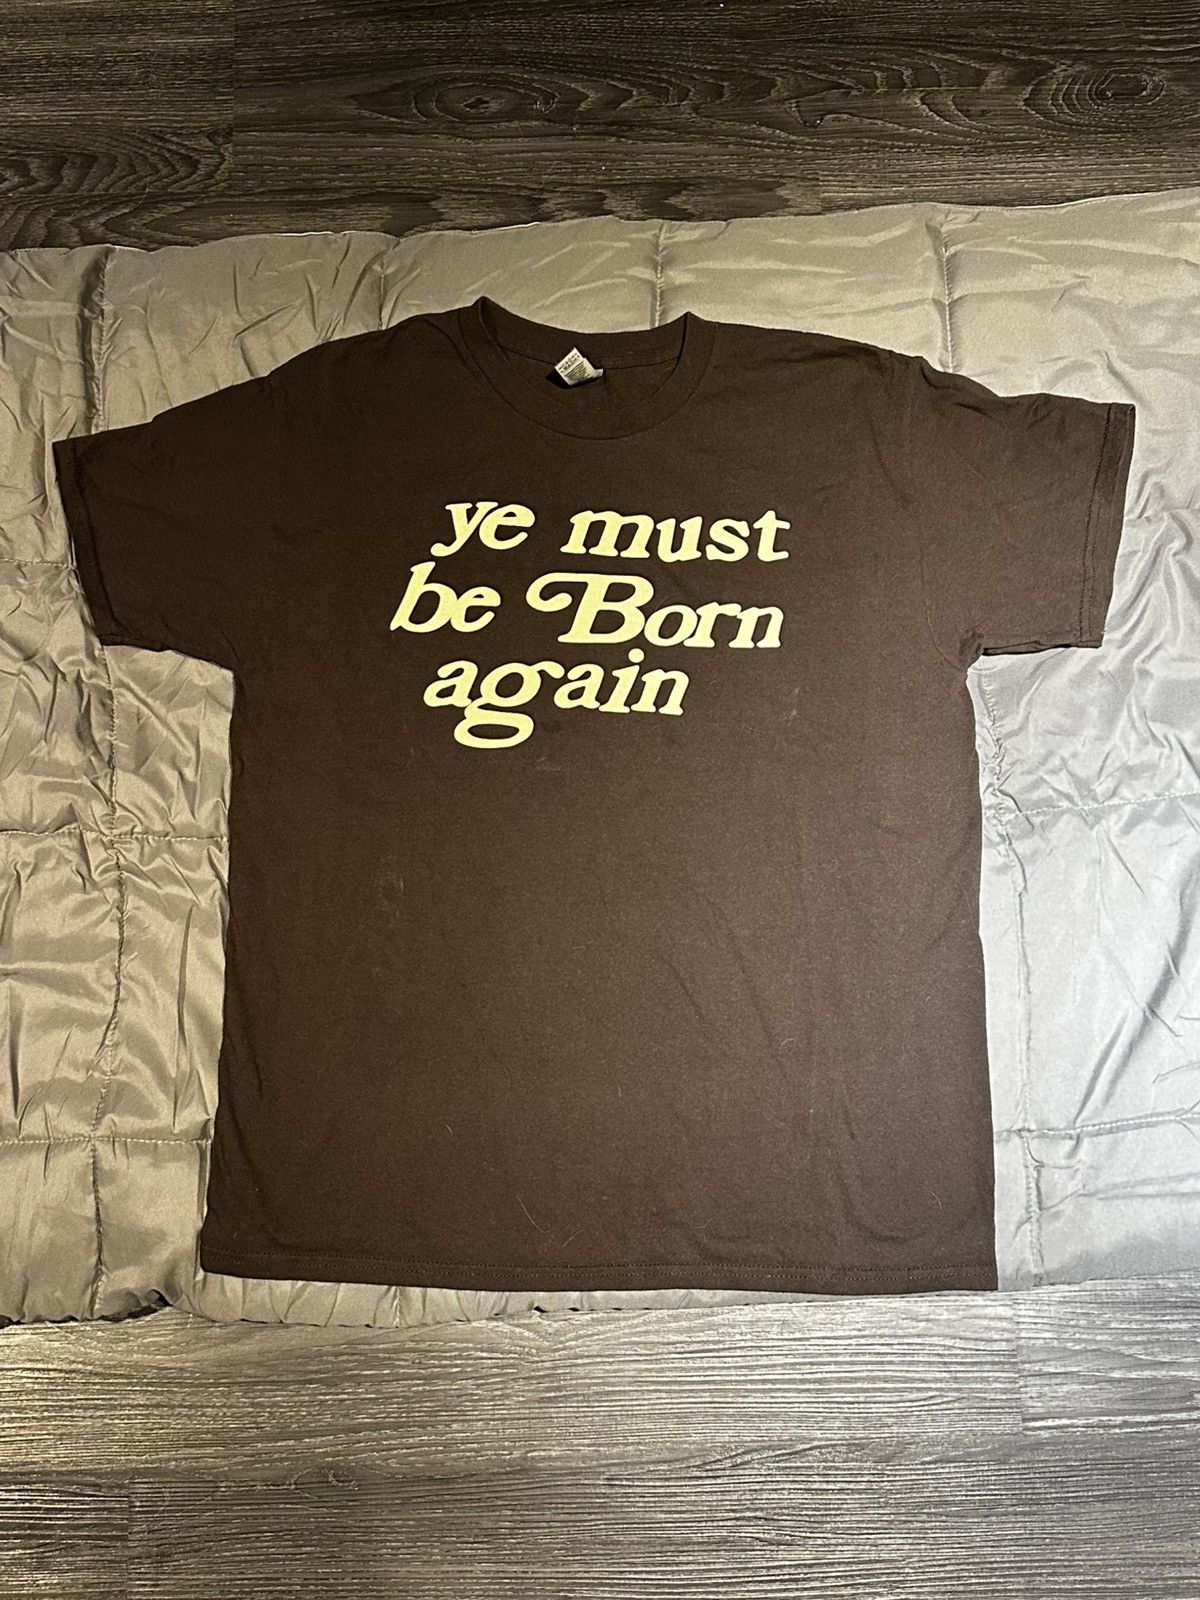 ye must
be Born
again